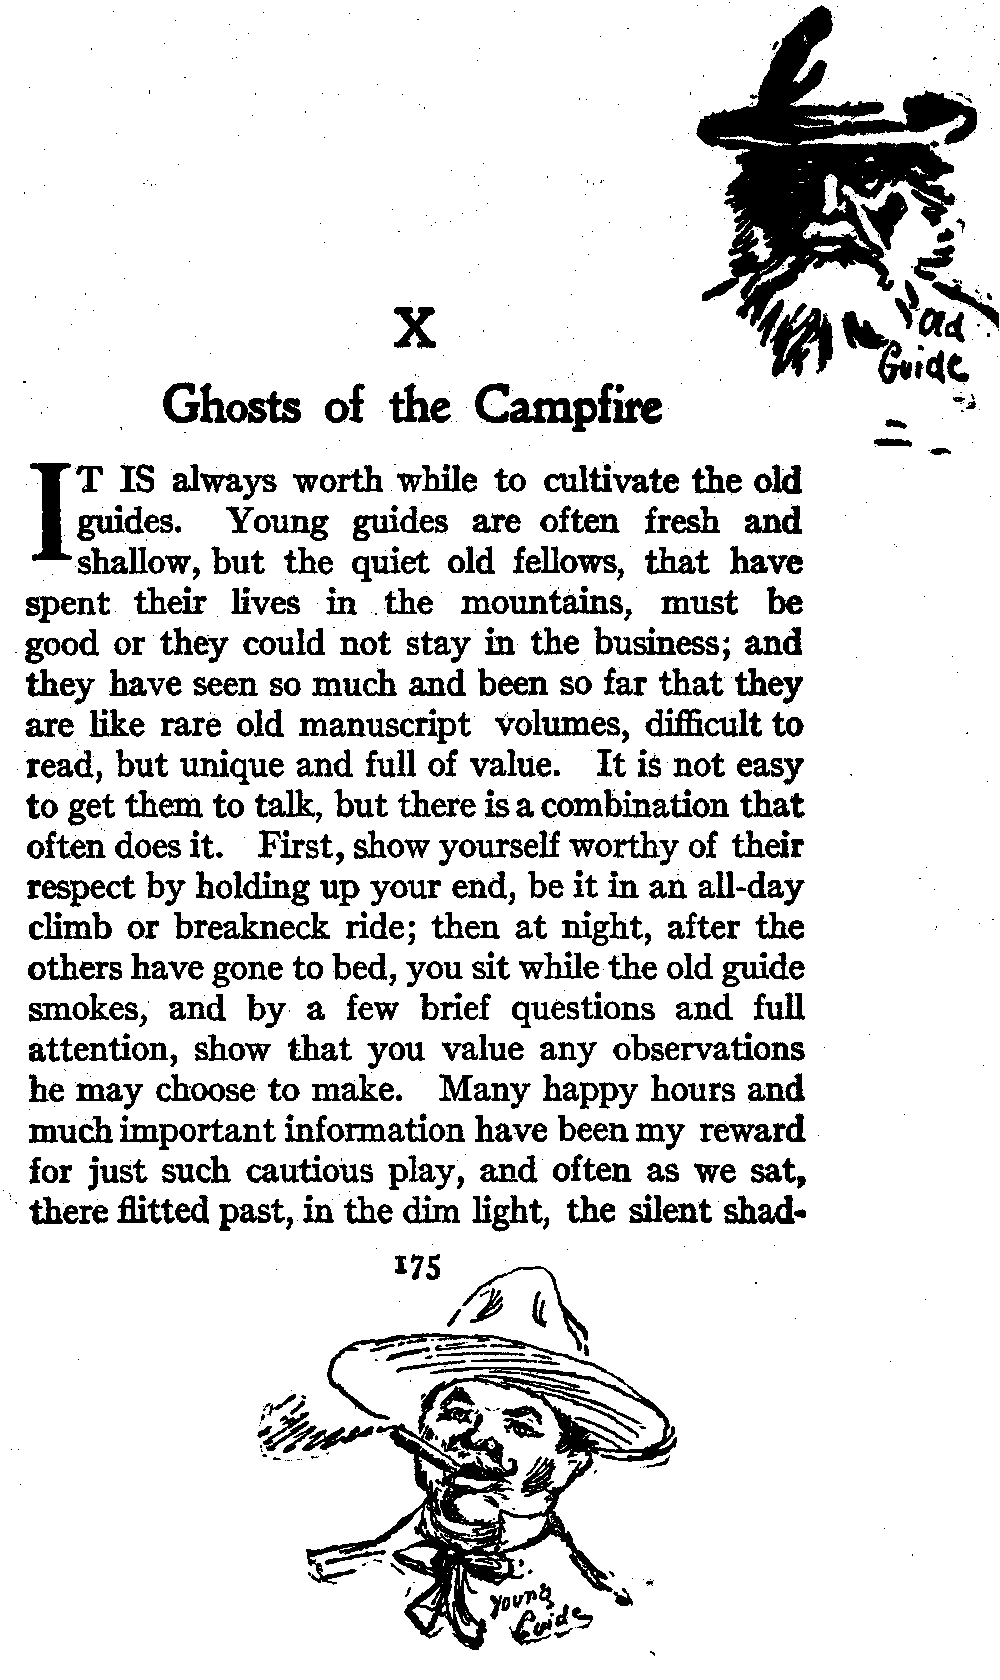 Old
Guide
X
Ghosts of the Campfire
IT IS always worth while to cultivate the old
guides. Young guides are often fresh and
shallow, but the quiet old fellows, that have
spent their lives in the mountains, must be
good or they could not stay in the business; and
they have seen so much and been so far that they
are like rare old manuscript volumes, difficult to
read, but unique and full of value. It is not easy
to get them to talk, but there is a combination that
often does it. First, show yourself worthy of their
respect by holding up your end, be it in an all-day
climb or breakneck ride; then at night, after the
others have gone to bed, you sit while the old guide
smokes, and by a few brief questions and full
attention, show that you value any observations
he may choose to make. Many happy hours and
much important information have been my reward
for just such cautious play, and often as we sat,
there flitted past, in the dim light, the silent shad-
175
Young
Guide